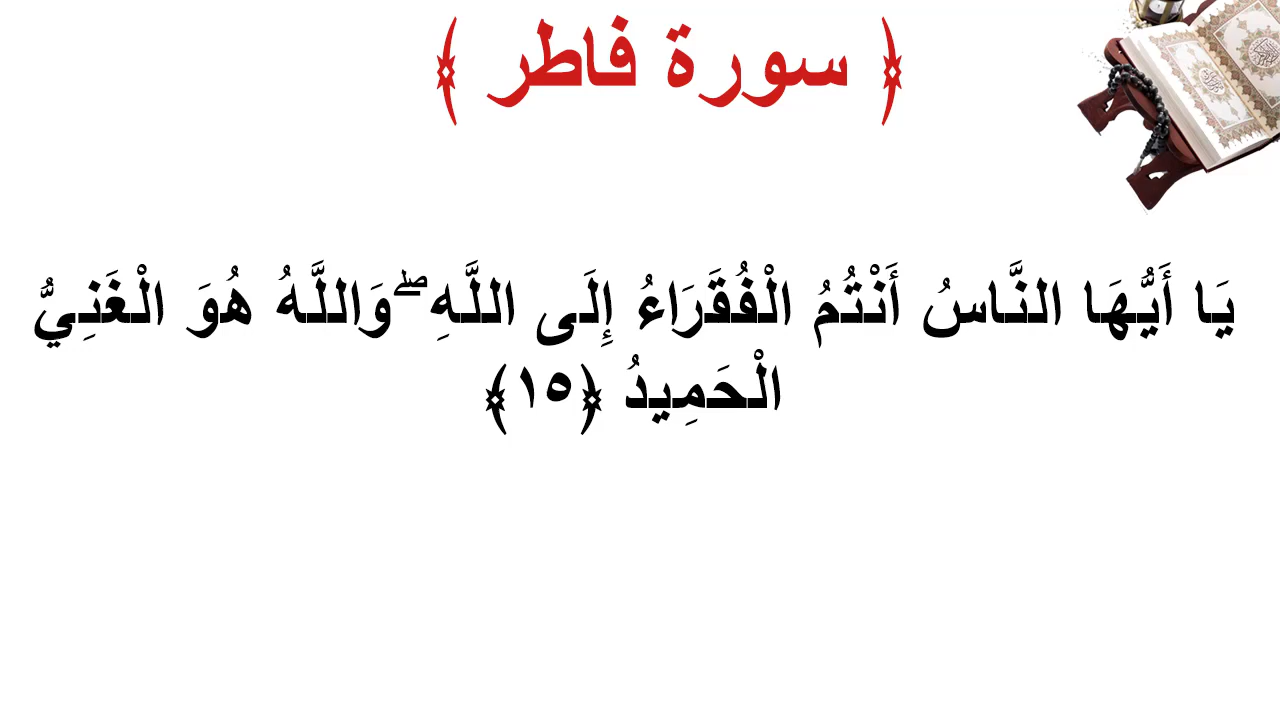 ﴿ سورة فاطر ﴾
يَا أَيُّهَا النَّاسُ أَنْتُمُ الْفُقَرَاءُ إِلَى اللَّهِ ۖ وَاللَّهُ هُوَ الْغَنِيُّ
الْحَمِيدُ ﴿١٥﴾